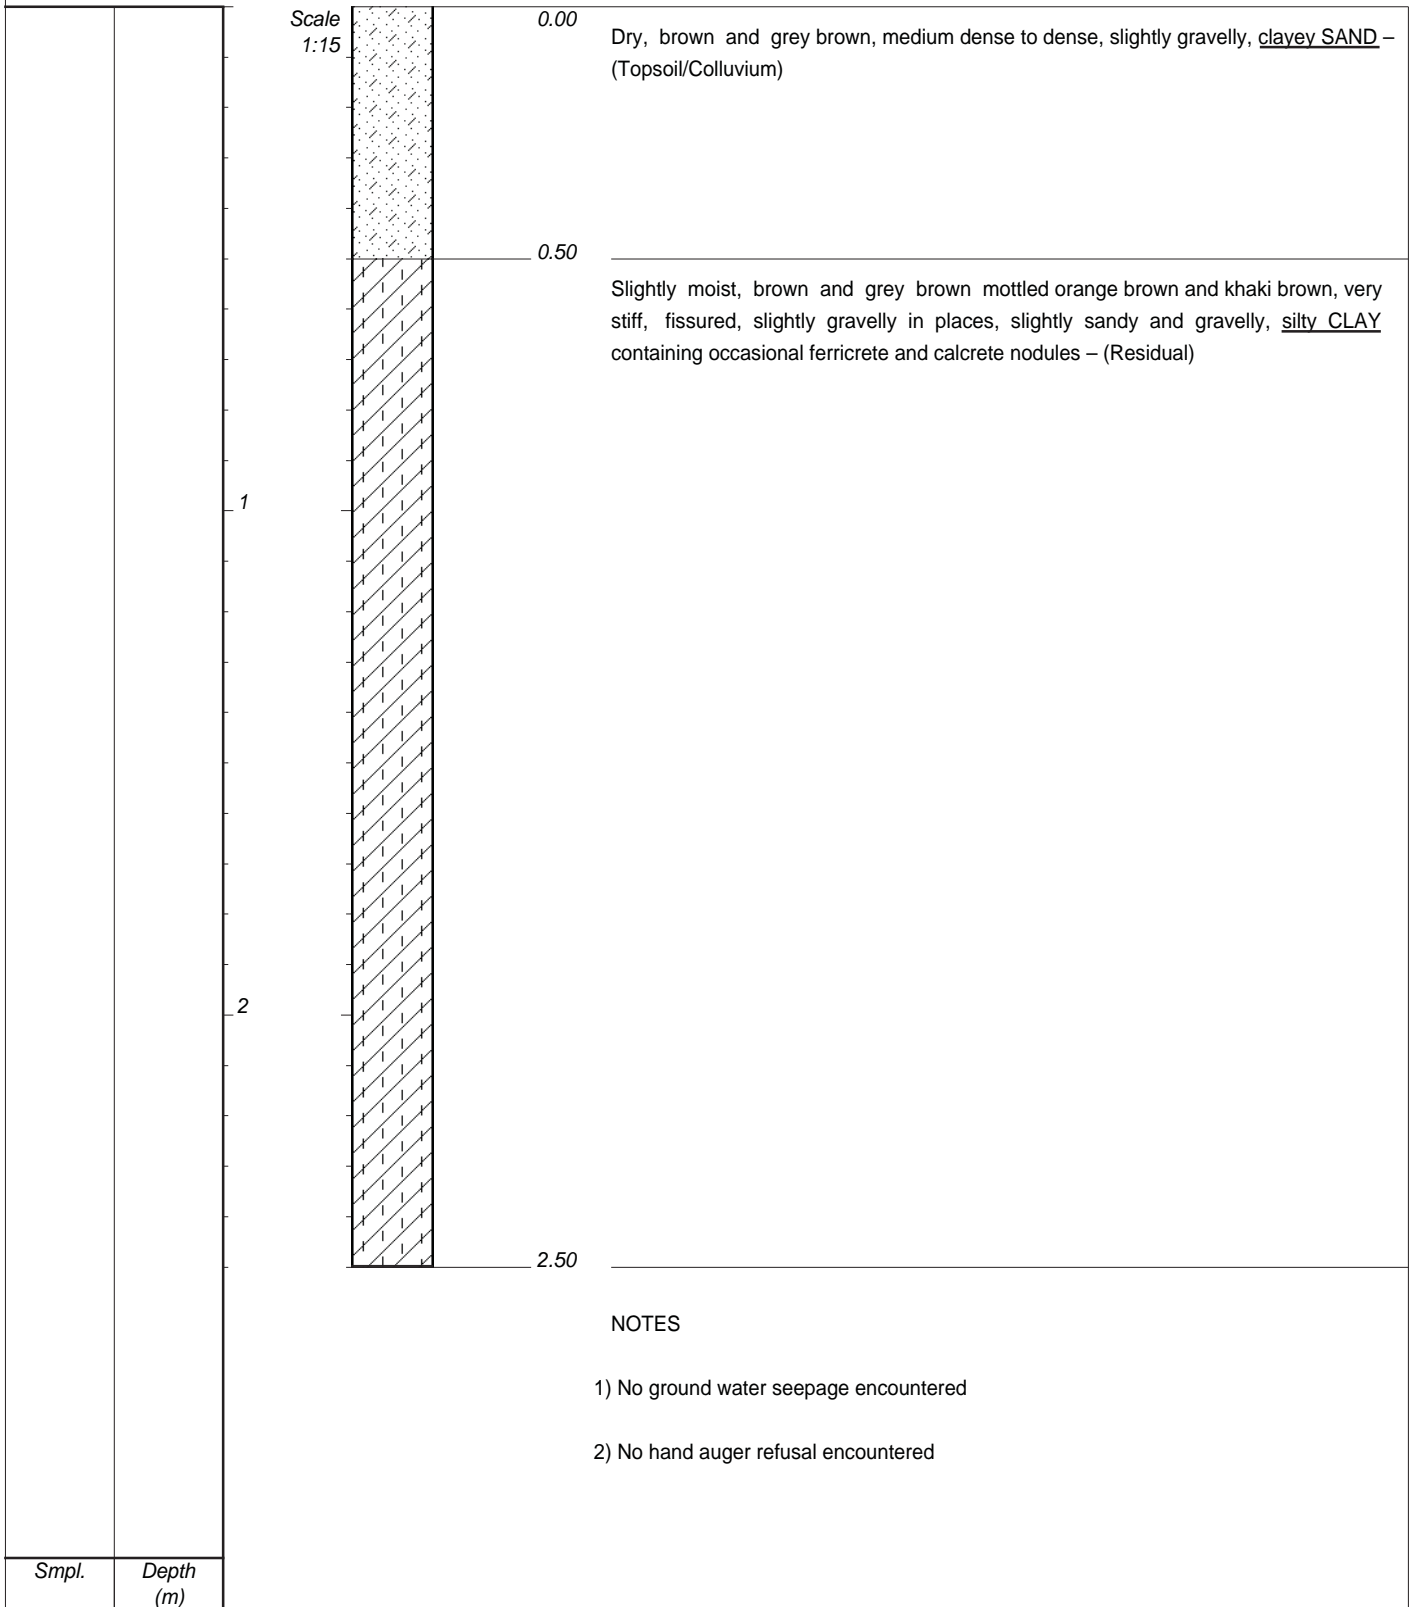 Scale
1:15
0.00
Dry, brown and grey brown, medium dense to dense, slightly gravelly, clayey SAND –
(Topsoil/Colluvium)
0.50
Slightly moist, brown and grey brown mottled orange brown and khaki brown, very
stiff, fissured, slightly gravelly in places, slightly sandy and gravelly, silty CLAY
containing occasional ferricrete and calcrete nodules – (Residual)
1
2
2.50
NOTES
1) No ground water seepage encountered
2) No hand auger refusal encountered
Smpl.
Depth
(m)